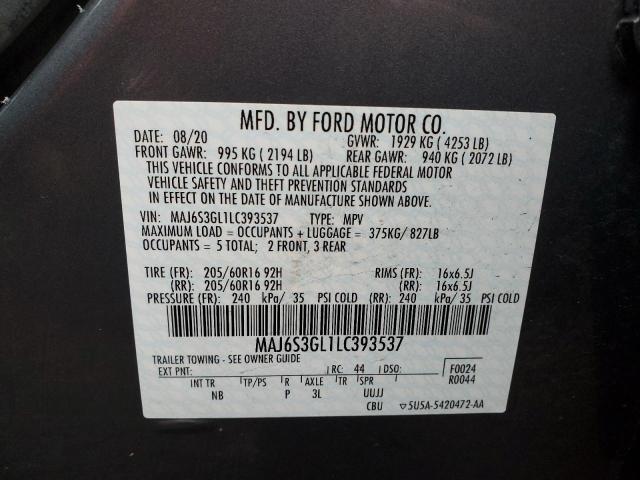 MFD. BY FORD MOTOR CO.
DATE: 08/20 GVWR: 1929 KG ( 4253 LB)
FRONT GAWR: 995 KG ( 2194 LB) REAR GAWR: 940 KG ( 2072 LB)
THIS VEHICLE CONFORMS TO ALL APPLICABLE FEDERAL MOTOR
VEHICLE SAFETY AND THEFT PREVENTION STANDARDS
IN EFFECT ON THE DATE OF MANUFACTURE SHOWN ABOVE.
VIN: MAJ6S3GL1LC393537 TYPE: MPV
MAXIMUM LOAD = OCCUPANTS + LUGGAGE = 375KG/ 827LB
OCCUPANTS = 5 TOTAL; 2 FRONT, 3 REAR
TIRE (FR): 205/60R16 92H RIMS (FR): 16x6.5J
(RR): 205/60R16 92H (RR): 16x6.5J
PRESSURE (FR): 240 kPa/ 35 PSI COLD (RR): 240 kPa/ 35 PSI COLD
MAJ6S3GL1LC393537
TRAILER TOWING - SEE OWNER GUIDE
EXT PNT: RC: 44 DSO: F0024
R0044
INT TR TP/PS R AXLE TR SPR
NB P 3L UUJJ
CBU 5U5A-5420472-AA